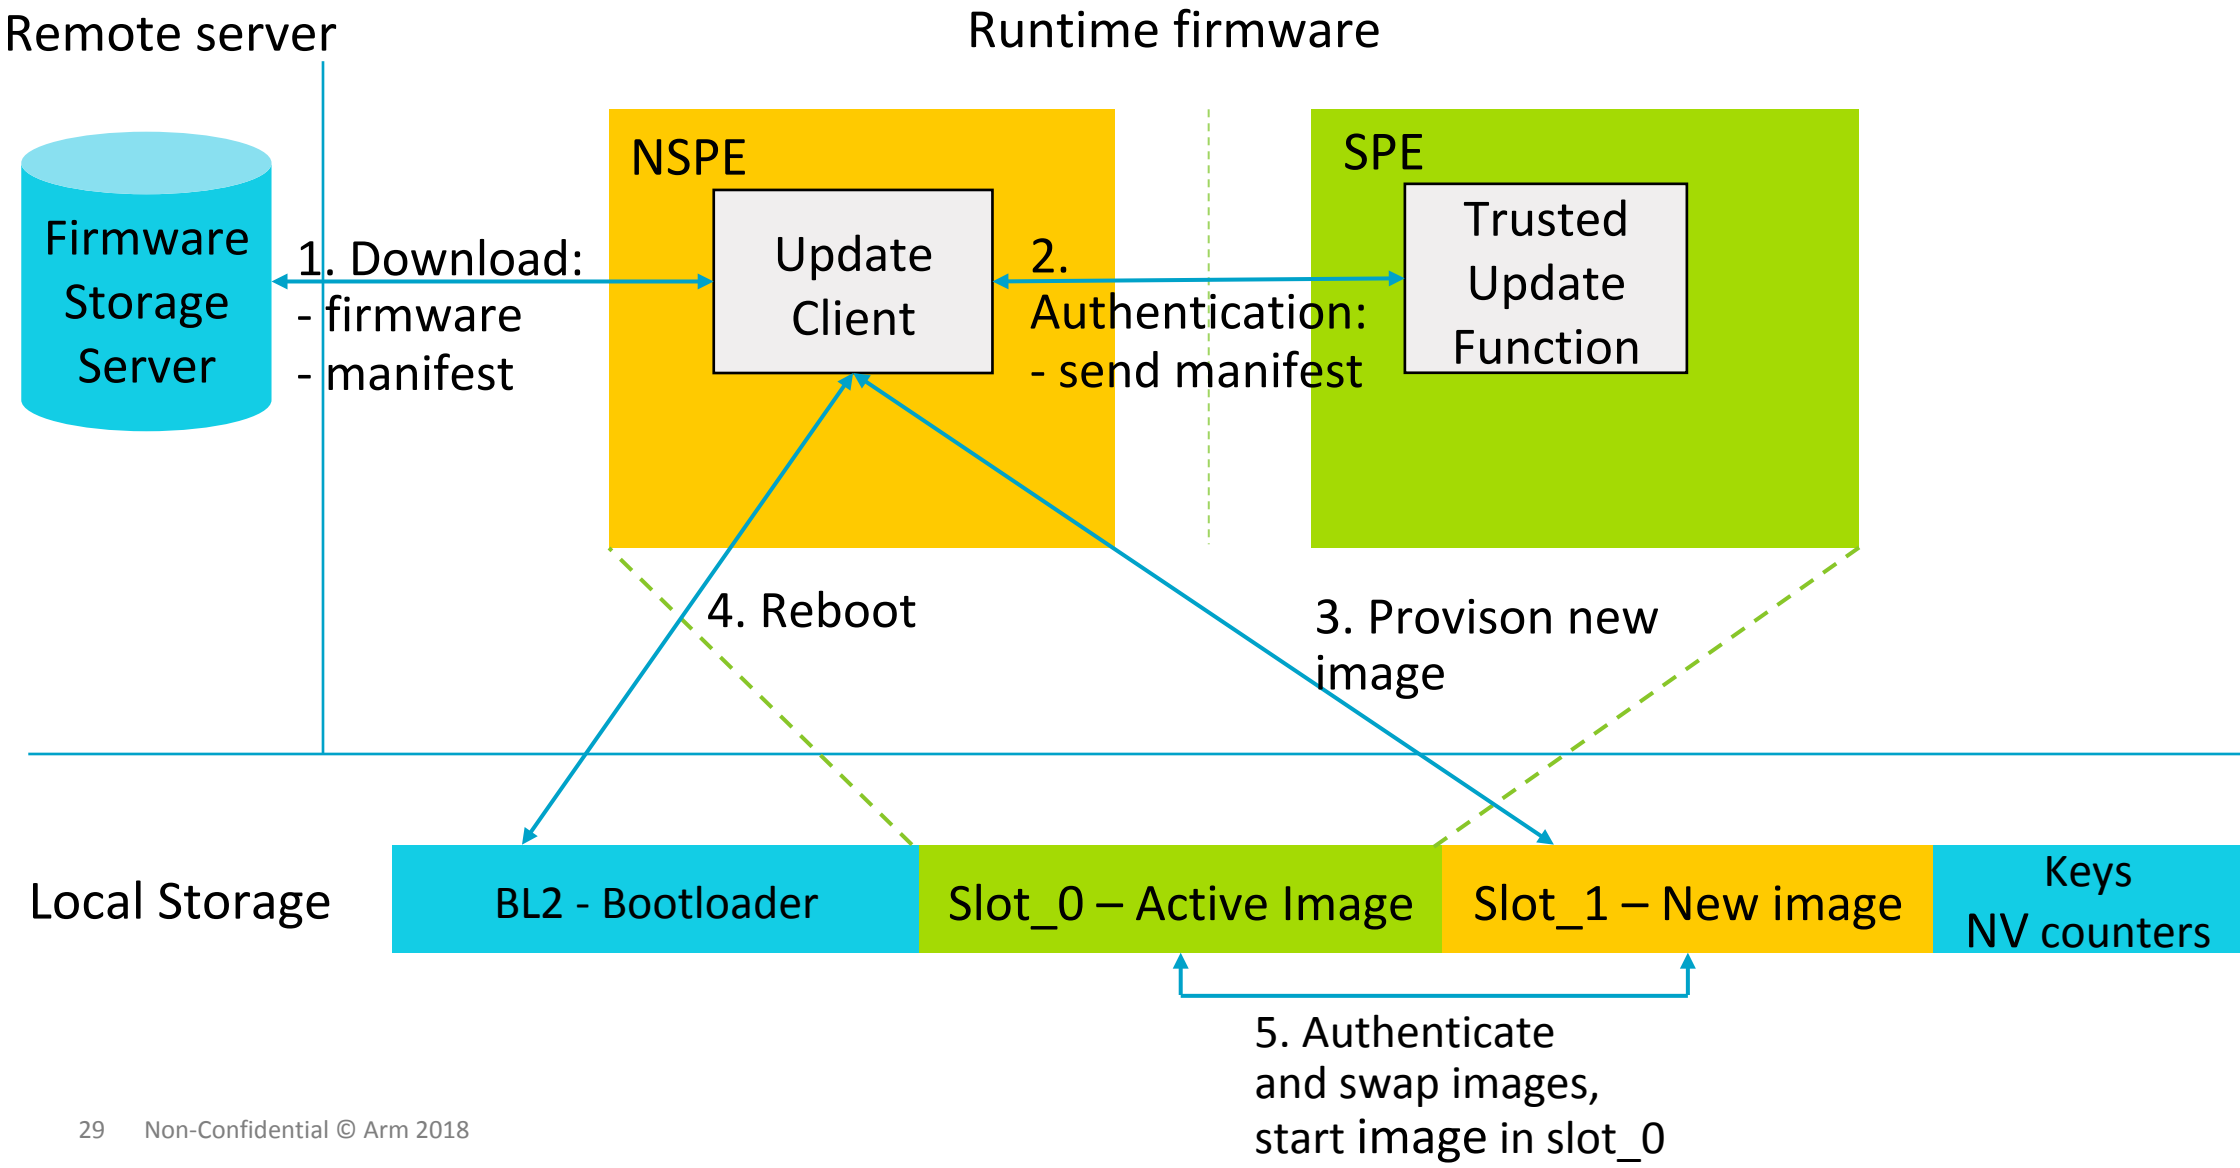 Remote server
Runtime firmware
NSPE
SPE
Firmware
Storage
Server
1. Download:
- firmware
- manifest
Update
Client
2.
Authentication:
- send manifest
Trusted
Update
Function
4. Reboot
3. Provison new
image
Local Storage
BL2 - Bootloader
Slot_0 – Active Image
Slot_1 – New image
Keys
NV counters
5. Authenticate
and swap images,
start image in slot_0
29 Non-Confidential © Arm 2018